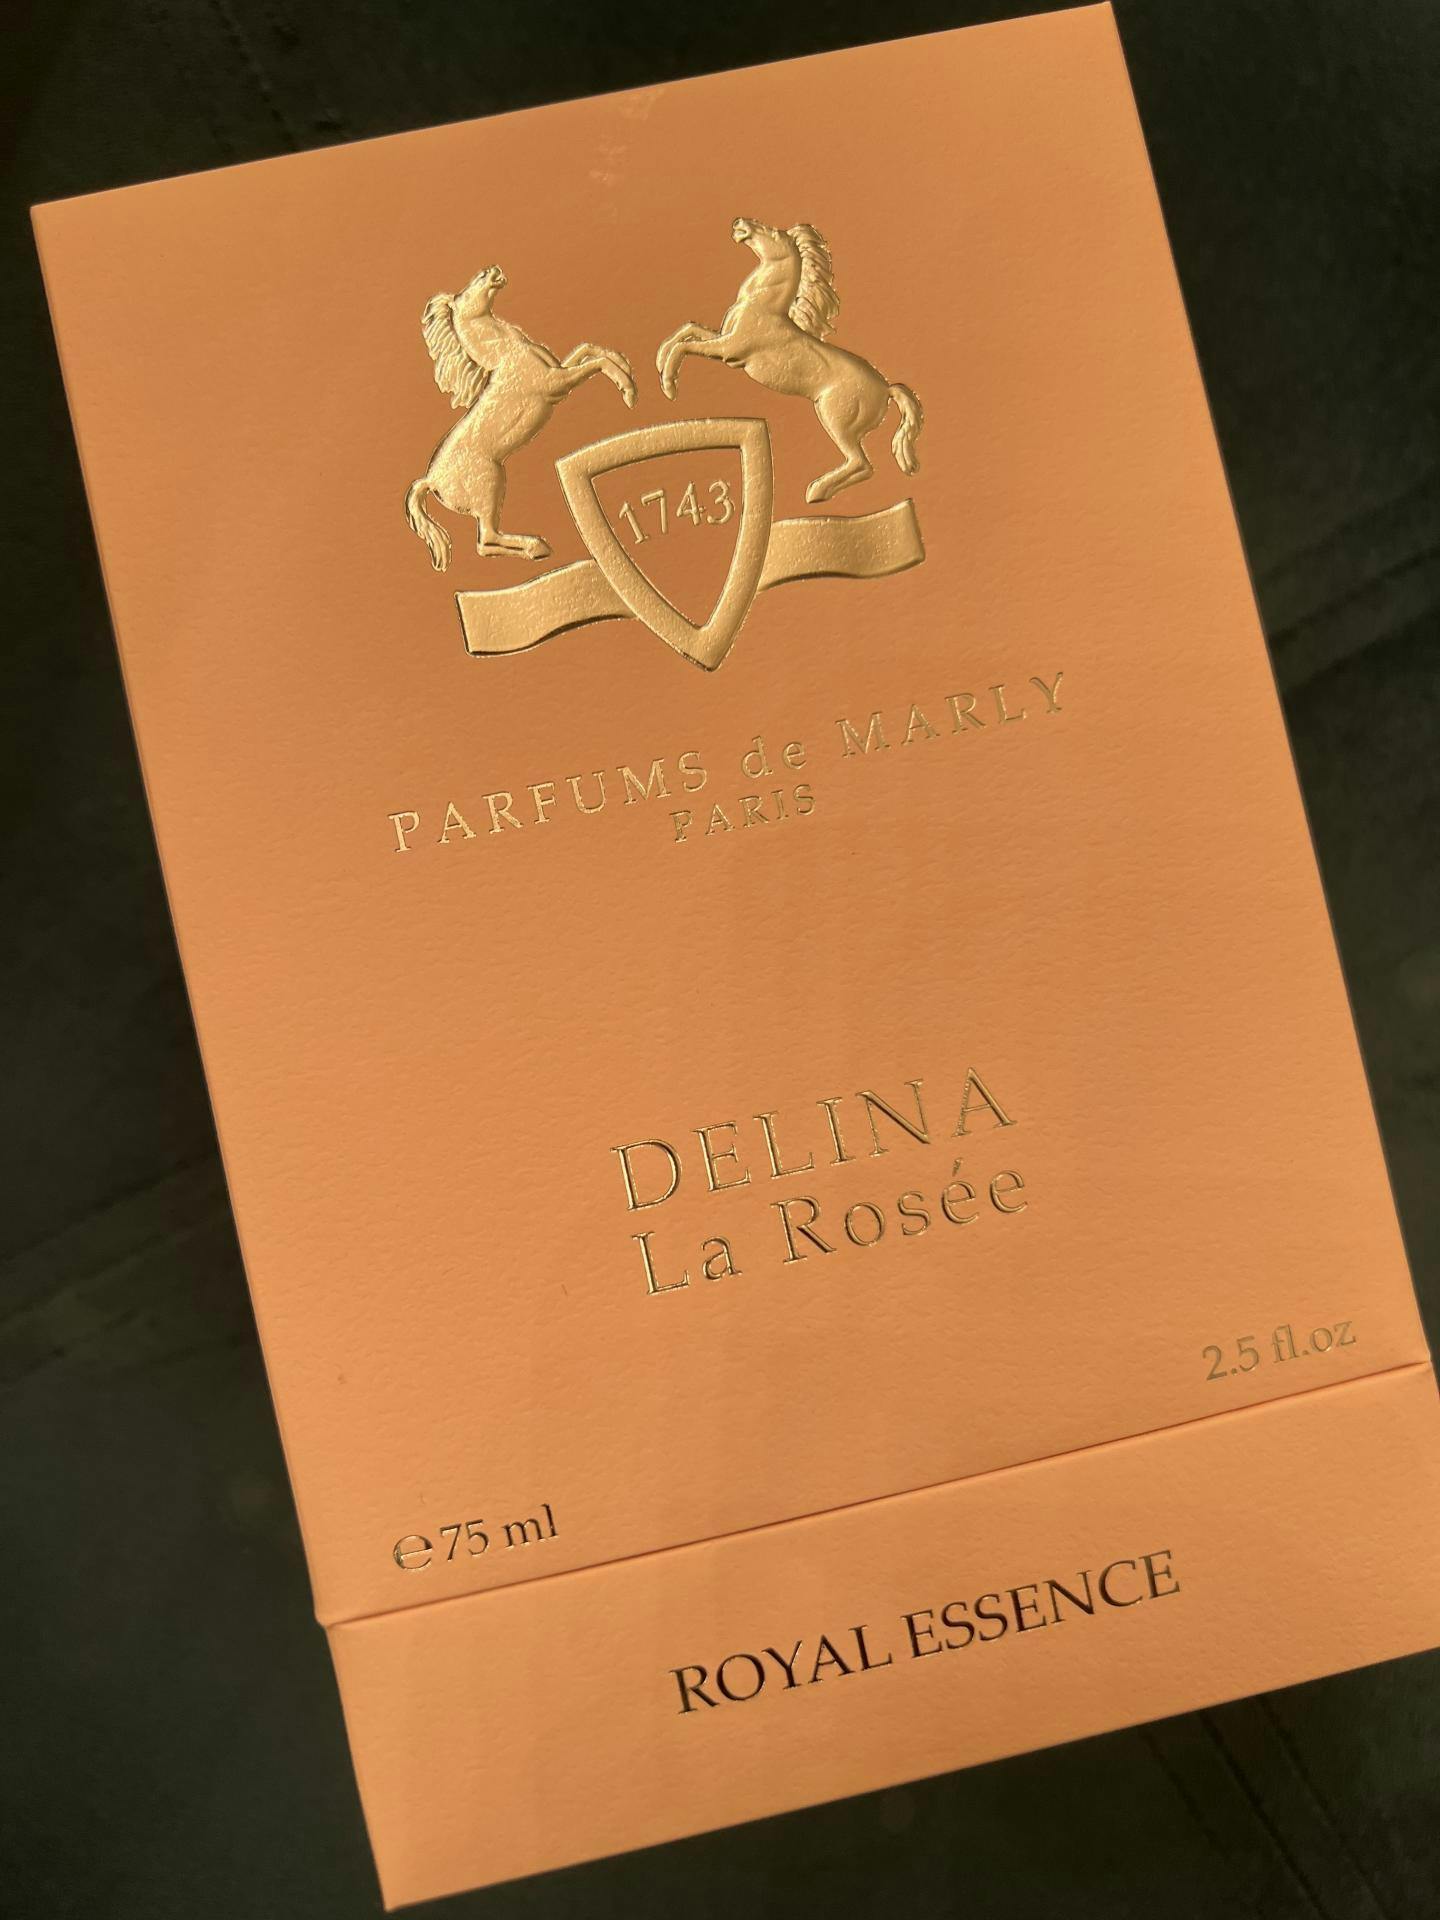 1743
PARFUMS de MARLY
PARIS
DELINA
La Rosée
2.5 fl.oz
℮75 ml
ROYAL ESSENCE